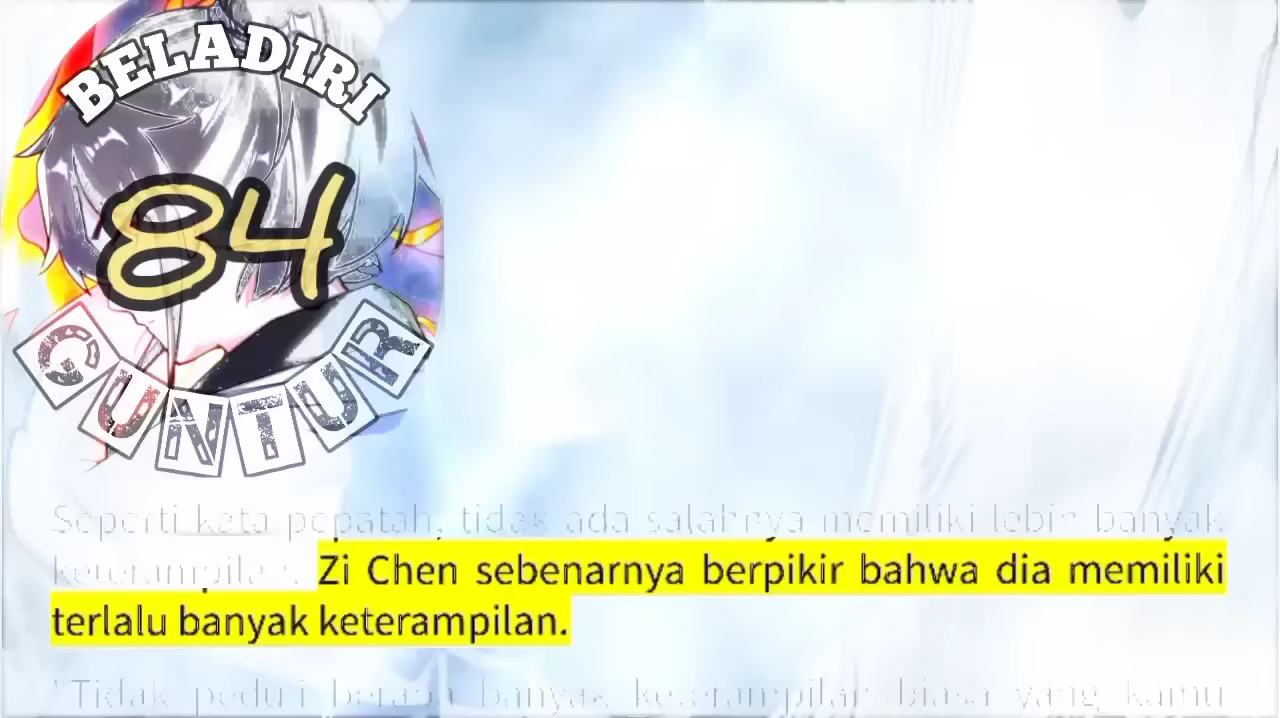 BELADIRI
84
GUNTUR
Seperti kata pepatah, tidak ada salahnya memiliki lebih banyak
keterampilan. Zi Chen sebenarnya berpikir bahwa dia memiliki
terlalu banyak keterampilan.
"Tidak peduli berapa banyak keterampilan biasa yang kamu